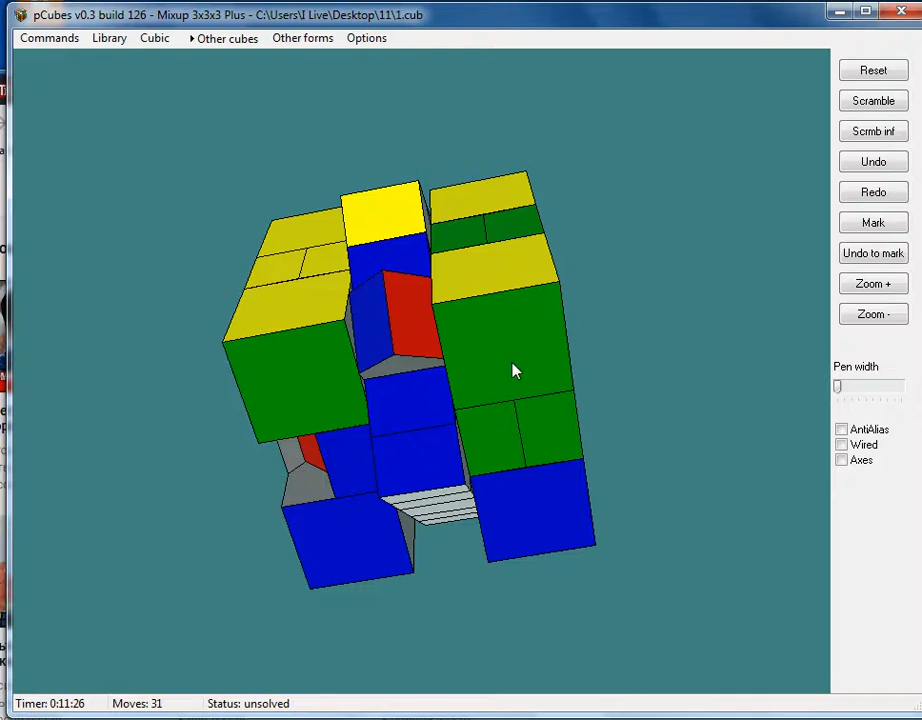 pCubes v0.3 build 126 - Mixup 3x3x3 Plus - C:\Users\I Live\Desktop\11\1.cub
Commands Library Cubic Other cubes Other forms Options
Reset
Scramble
Scrmb inf
Undo
Redo
Mark
Undo to mark
Zoom +
Zoom -
Pen width
AntiAlias
Wired
Axes
Timer: 0:11:26 Moves: 31 Status: unsolved